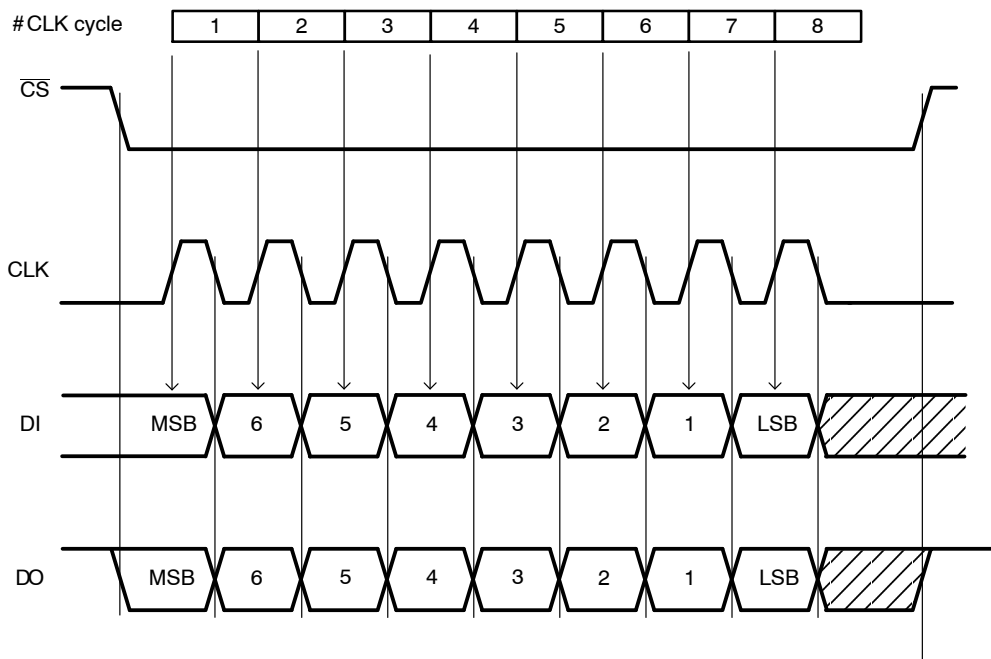 #CLK cycle 1 2 3 4 5 6 7 8
CS
CLK
DI MSB 6 5 4 3 2 1 LSB
DO MSB 6 5 4 3 2 1 LSB